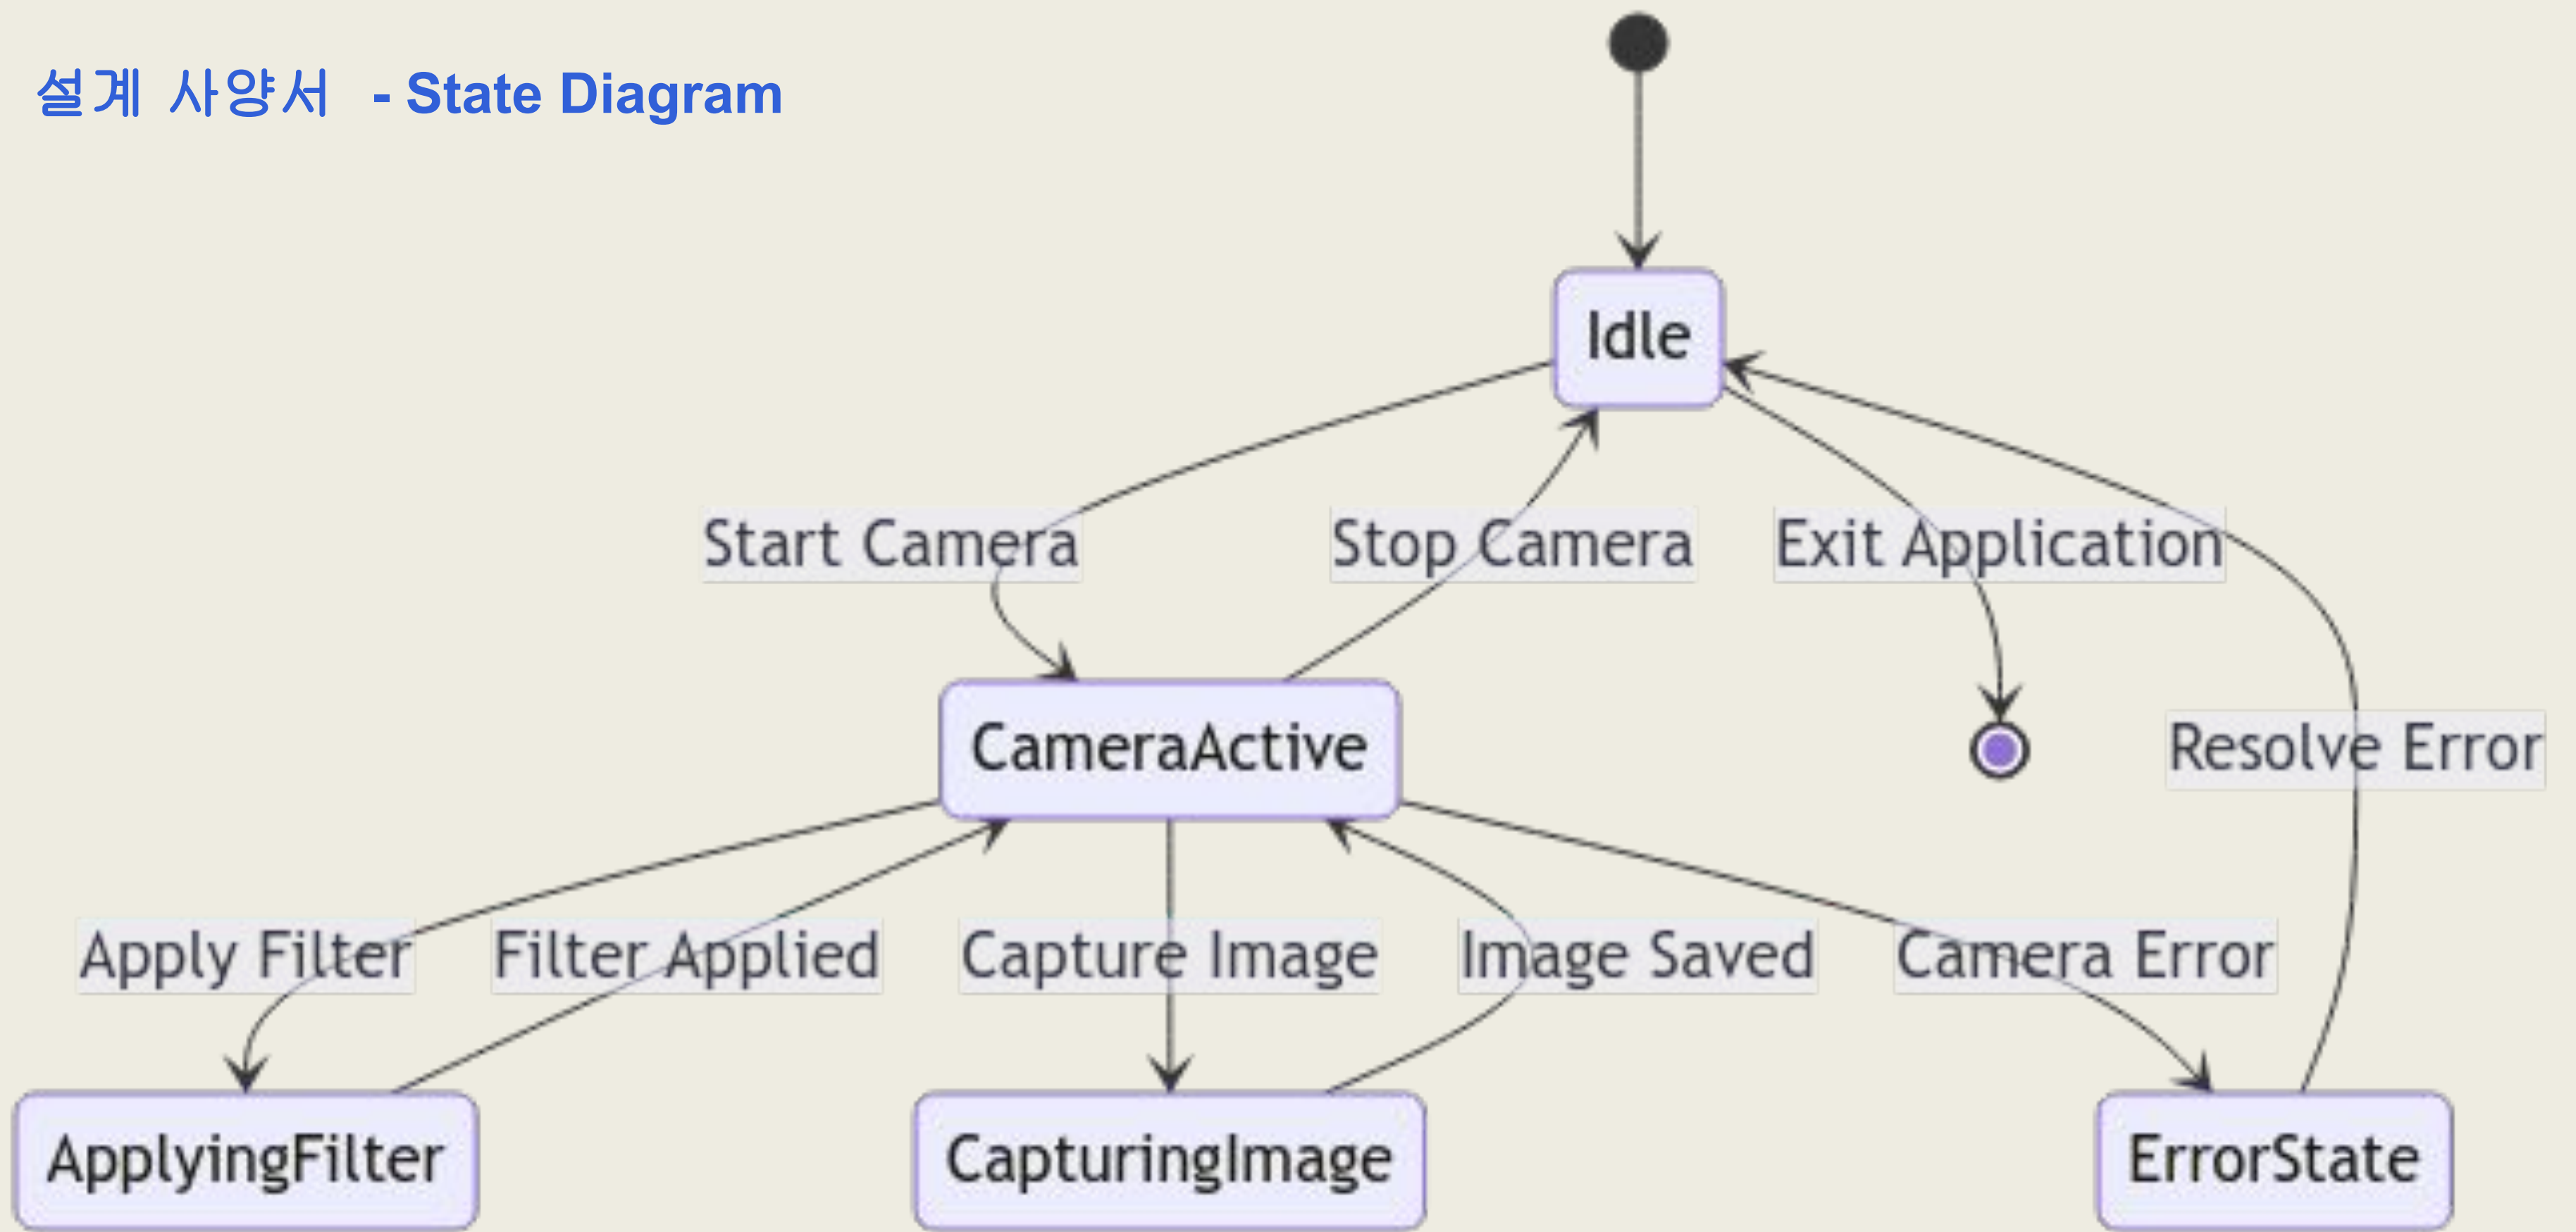 설계 사양서 - State Diagram
Idle
Start Camera
Stop Camera
Exit Application
CameraActive
Resolve Error
Apply Filter
Filter Applied
Capture Image
Image Saved
Camera Error
ApplyingFilter
CapturingImage
ErrorState